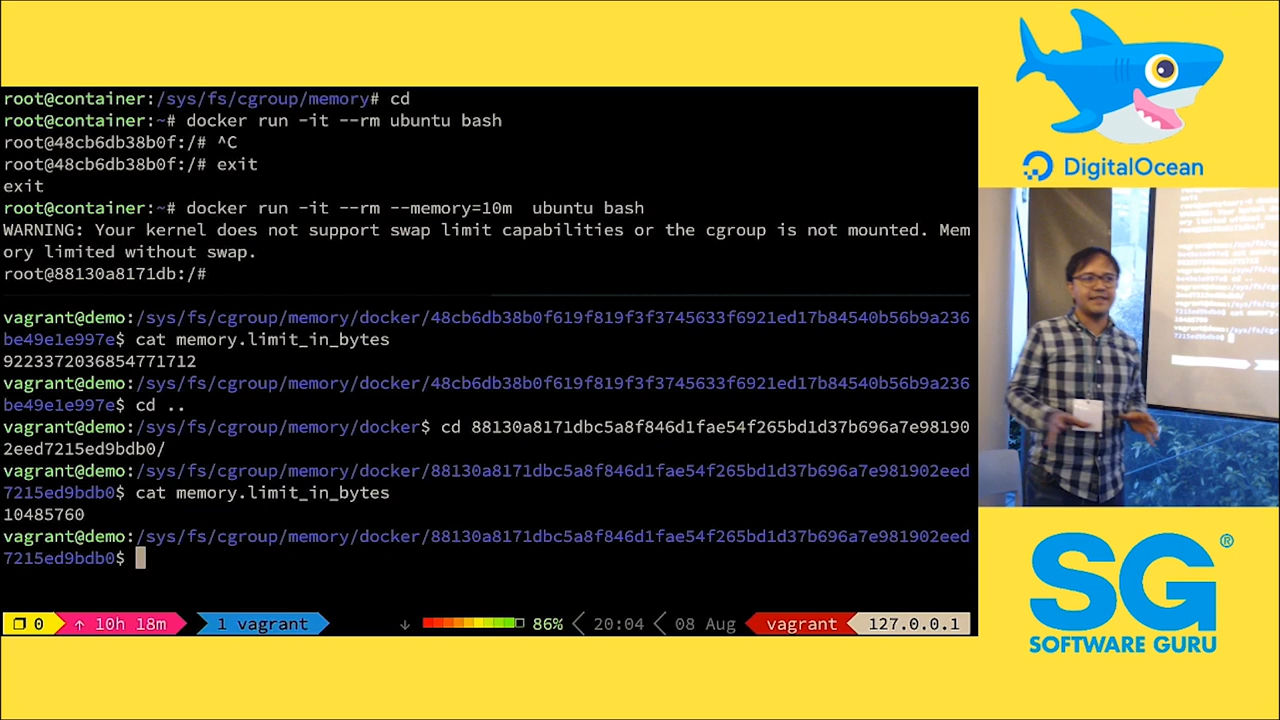 root@container:/sys/fs/cgroup/memory# cd
root@container:~# docker run -it --rm ubuntu bash
root@48cb6db38b0f:/# ^C
root@48cb6db38b0f:/# exit
exit
root@container:~# docker run -it --rm --memory=10m  ubuntu bash
WARNING: Your kernel does not support swap limit capabilities or the cgroup is not mounted. Mem
ory limited without swap.
root@88130a8171db:/#
vagrant@demo:/sys/fs/cgroup/memory/docker/48cb6db38b0f619f819f3f3745633f6921ed17b84540b56b9a236
be49e1e997e$ cat memory.limit_in_bytes
9223372036854771712
vagrant@demo:/sys/fs/cgroup/memory/docker/48cb6db38b0f619f819f3f3745633f6921ed17b84540b56b9a236
be49e1e997e$ cd ..
vagrant@demo:/sys/fs/cgroup/memory/docker$ cd 88130a8171dbc5a8f846d1fae54f265bd1d37b696a7e98190
2eed7215ed9bdb0/
vagrant@demo:/sys/fs/cgroup/memory/docker/88130a8171dbc5a8f846d1fae54f265bd1d37b696a7e981902eed
7215ed9bdb0$ cat memory.limit_in_bytes
10485760
vagrant@demo:/sys/fs/cgroup/memory/docker/88130a8171dbc5a8f846d1fae54f265bd1d37b696a7e981902eed
7215ed9bdb0$
0 ↑ 10h 18m 1 vagrant ↓ 86% 20:04 08 Aug vagrant 127.0.0.1
DigitalOcean
SG®
SOFTWARE GURU